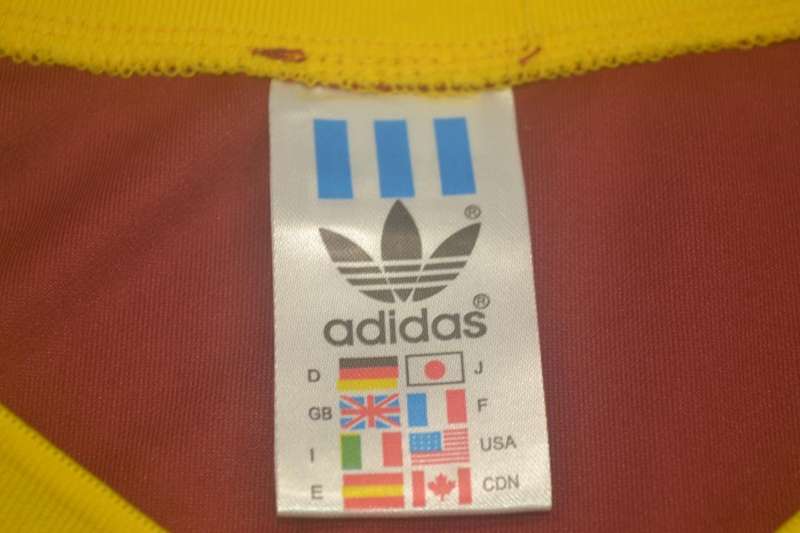 ®
adidas®
D J
GB F
I USA
E CDN